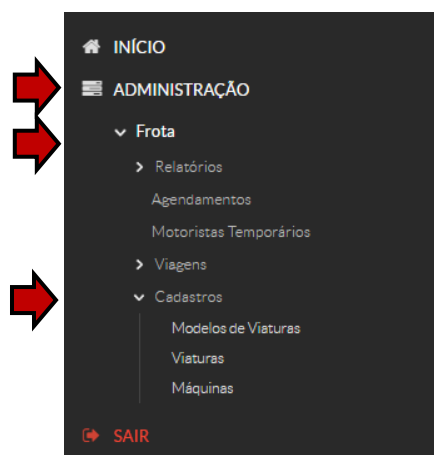 INÍCIO
ADMINISTRAÇÃO
Frota
Relatórios
Agendamentos
Motoristas Temporários
Viagens
Cadastros
Modelos de Viaturas
Viaturas
Máquinas
SAIR